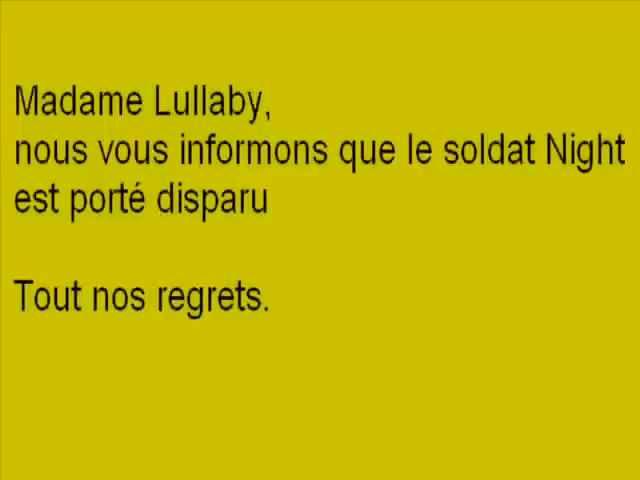 Madame Lullaby,
nous vous informons que le soldat Night
est porté disparu
Tout nos regrets.